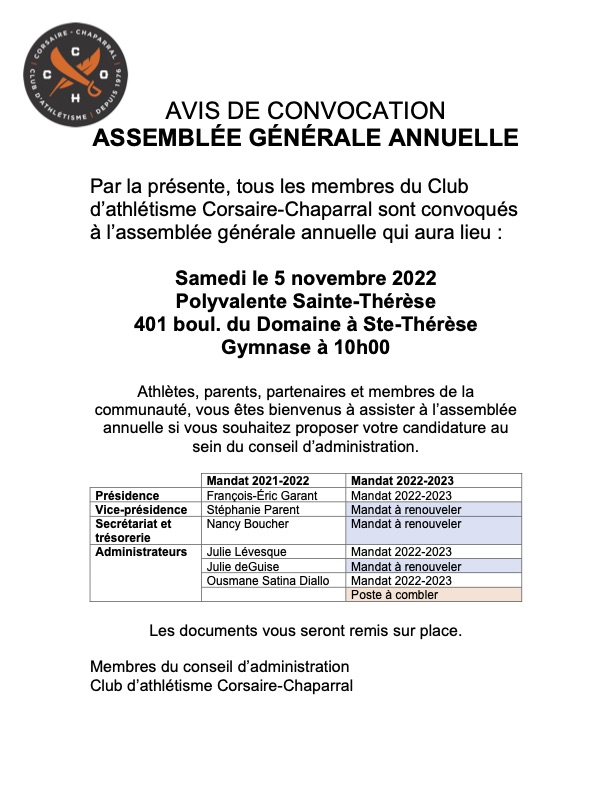 CORSAIRE - CHAPARRAL
CLUB D'ATHLÉTISME | DEPUIS 1976
C
C O
H
AVIS DE CONVOCATION
ASSEMBLÉE GÉNÉRALE ANNUELLE
Par la présente, tous les membres du Club
d’athlétisme Corsaire-Chaparral sont convoqués
à l’assemblée générale annuelle qui aura lieu :
Samedi le 5 novembre 2022
Polyvalente Sainte-Thérèse
401 boul. du Domaine à Ste-Thérèse
Gymnase à 10h00
Athlètes, parents, partenaires et membres de la
communauté, vous êtes bienvenus à assister à l’assemblée
annuelle si vous souhaitez proposer votre candidature au
sein du conseil d’administration.
Mandat 2021-2022 Mandat 2022-2023
Présidence François-Éric Garant Mandat 2022-2023
Vice-présidence Stéphanie Parent Mandat à renouveler
Secrétariat et Nancy Boucher Mandat à renouveler
trésorerie
Administrateurs Julie Lévesque Mandat 2022-2023
Julie deGuise Mandat à renouveler
Ousmane Satina Diallo Mandat 2022-2023
Poste à combler
Les documents vous seront remis sur place.
Membres du conseil d’administration
Club d’athlétisme Corsaire-Chaparral